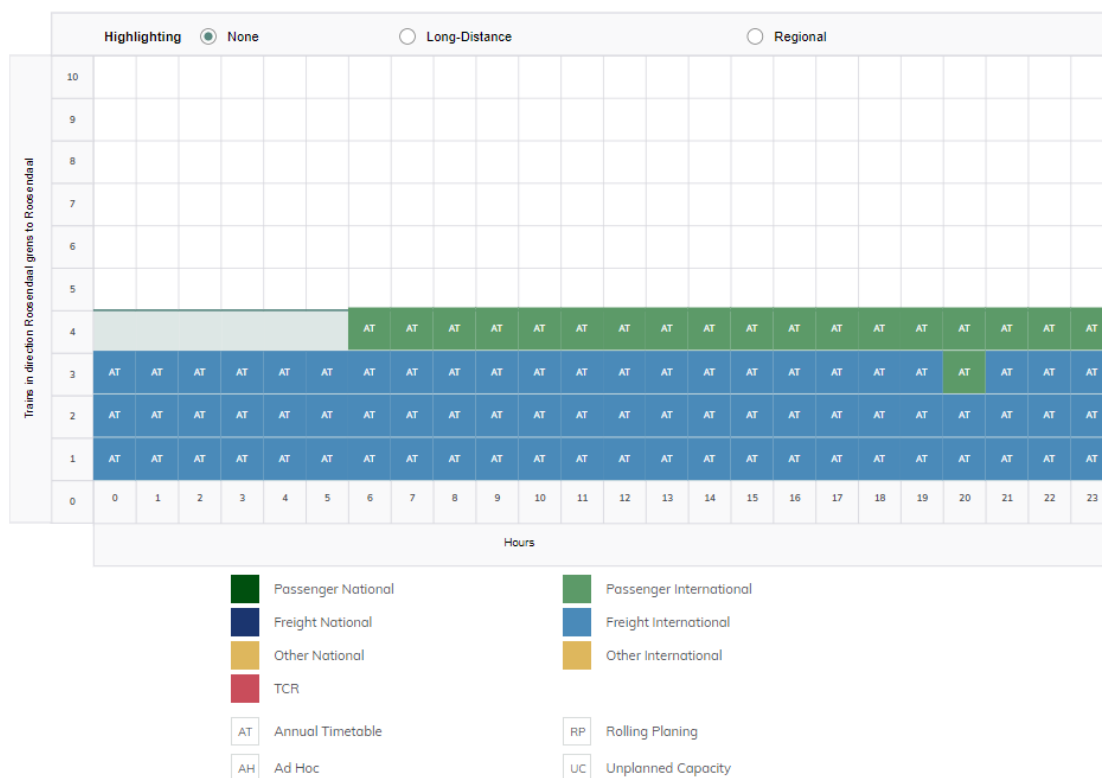 Highlighting None Long-Distance Regional
Trains in direction Roosendaal grens to Roosendaal
10
9
8
7
6
5
4 AT AT AT AT AT AT AT AT AT AT AT AT AT AT AT AT AT AT
3 AT AT AT AT AT AT AT AT AT AT AT AT AT AT AT AT AT AT AT AT AT AT AT AT
2 AT AT AT AT AT AT AT AT AT AT AT AT AT AT AT AT AT AT AT AT AT AT AT AT
1 AT AT AT AT AT AT AT AT AT AT AT AT AT AT AT AT AT AT AT AT AT AT AT AT
0 0 1 2 3 4 5 6 7 8 9 10 11 12 13 14 15 16 17 18 19 20 21 22 23
Hours
Passenger National Passenger International
Freight National Freight International
Other National Other International
TCR
AT Annual Timetable RP Rolling Planing
AH Ad Hoc UC Unplanned Capacity